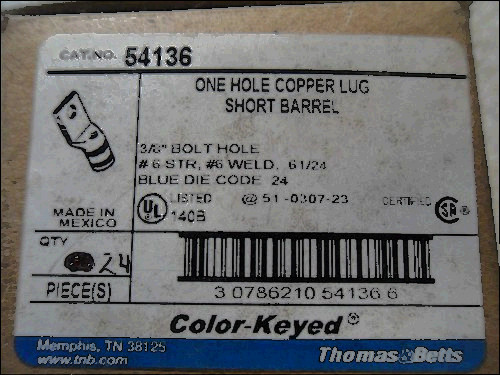 CAT.NO. 54136
ONE HOLE COPPER LUG
SHORT BARREL
3/8" BOLT HOLE
# 6 STR, #6 WELD, 61/24
BLUE DIE CODE 24
UL LISTED @ 51-0307-23 CERTIFIED SA ®
140B
MADE IN
MEXICO
QTY
24
PIECE(S)
3 0786210 54136 6
Color-Keyed®
Memphis, TN 38125
www.tnb.com
Thomas&Betts